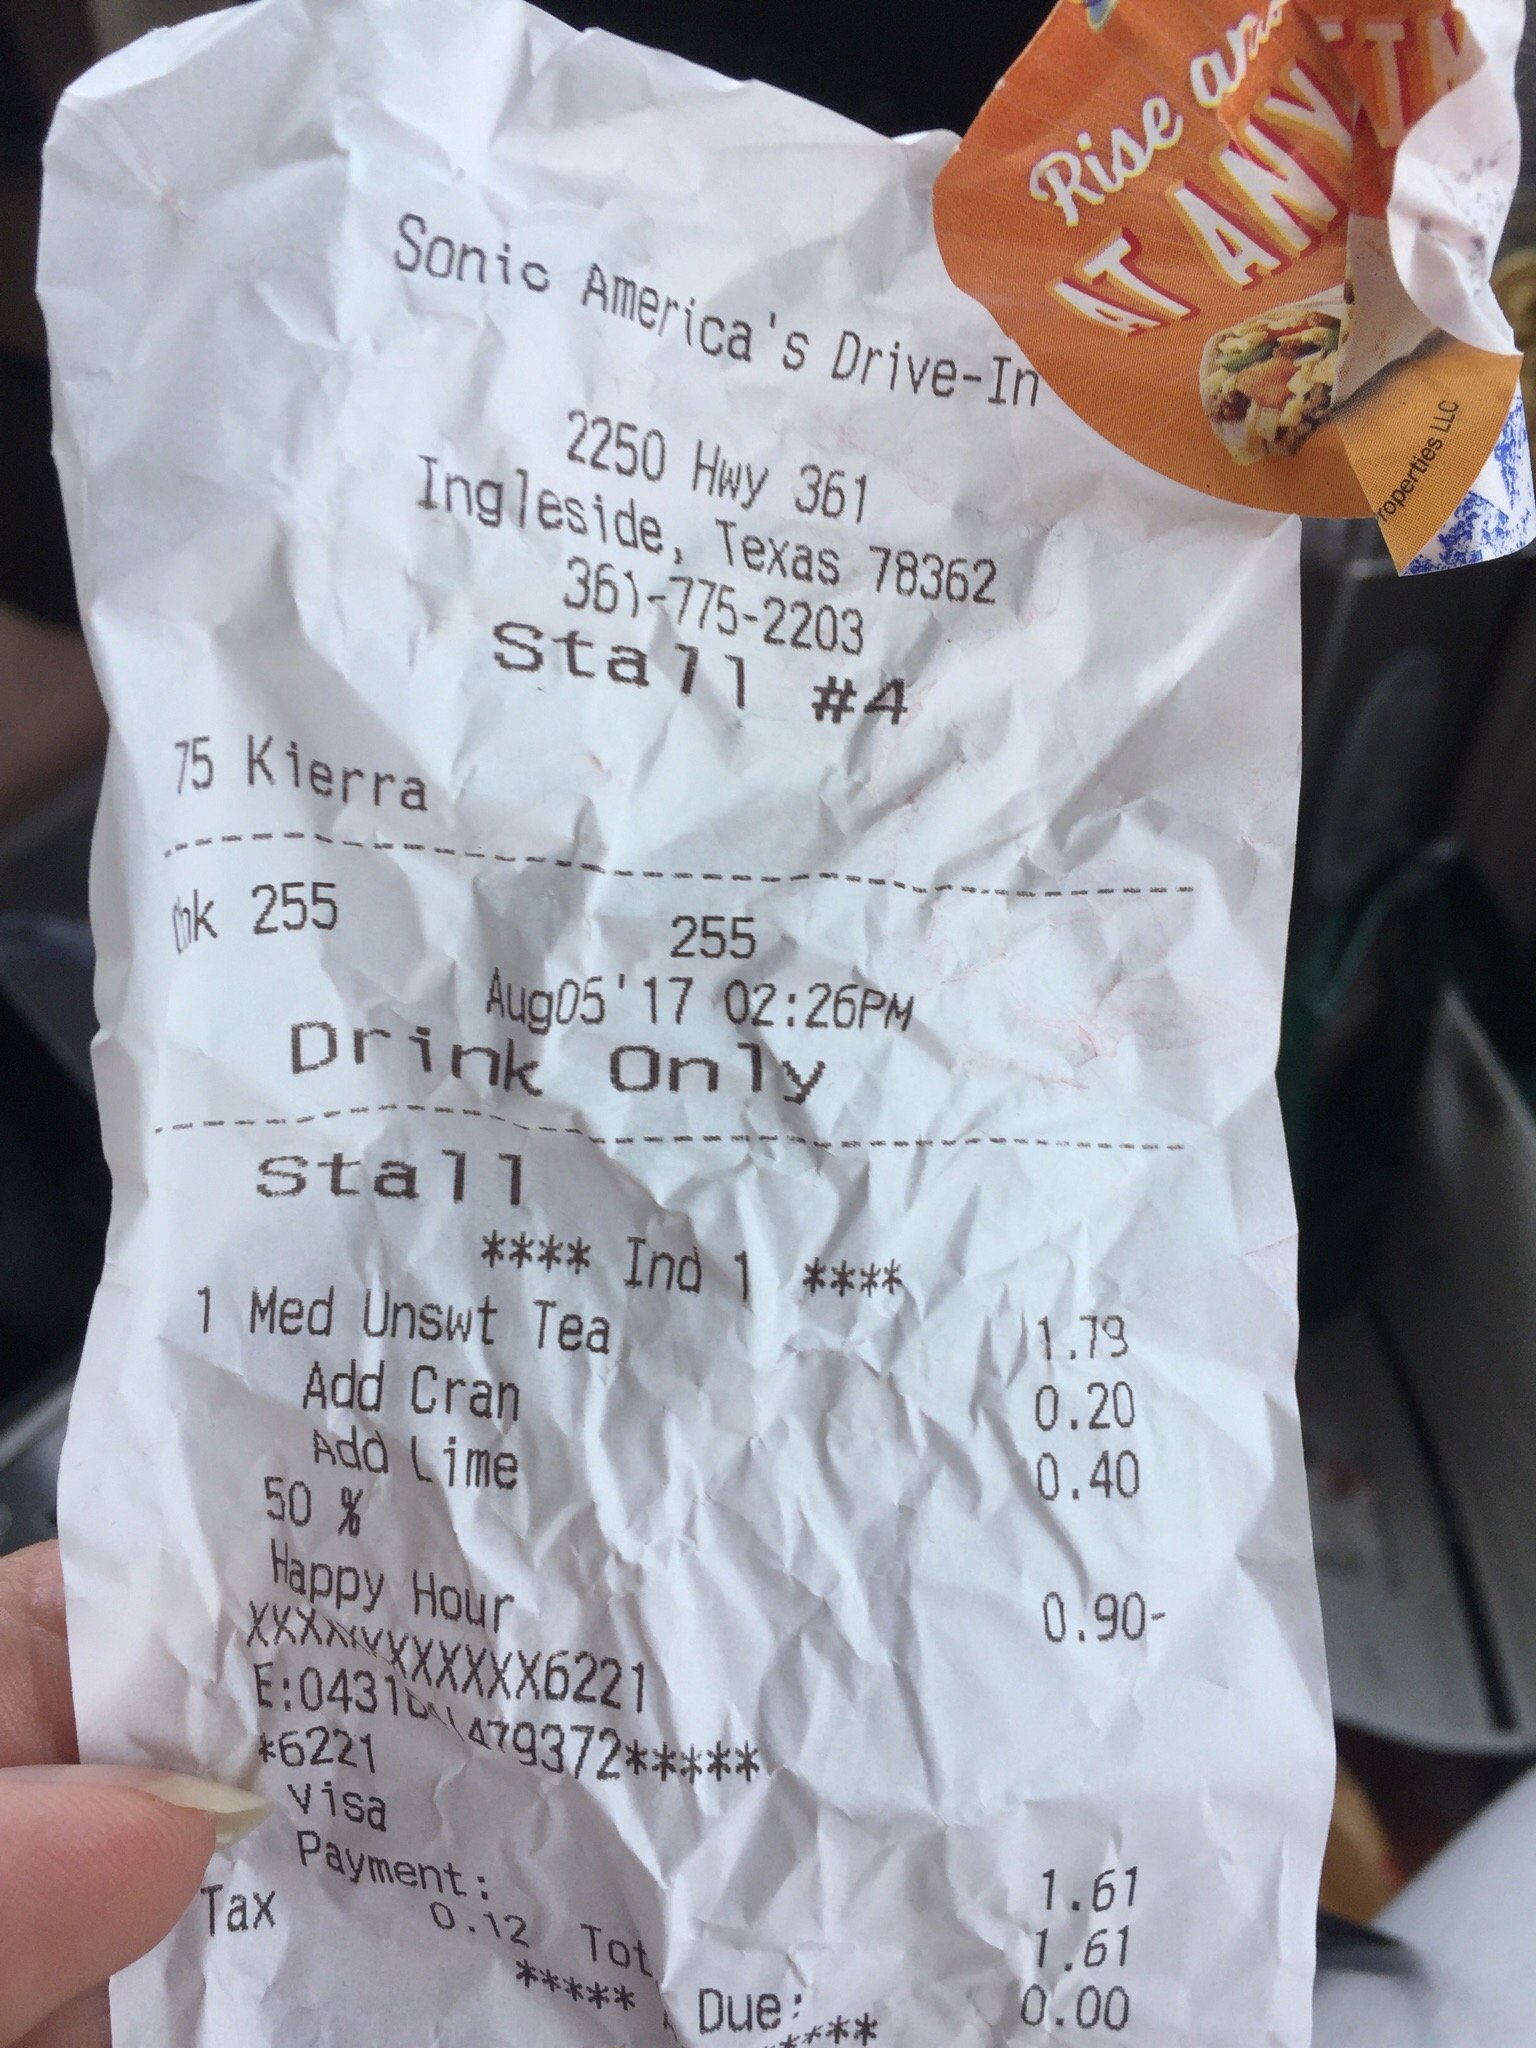 Rise
AT ANY
roperties LLC
Sonic America's Drive-In
2250 Hwy 361
Ingleside, Texas 78362
361-775-2203
Stall #4
75 Kierra
Chk 255 255
Aug05'17 02:26PM
Drink Only
Stall
**** Ind 1 ****
1 Med Unswt Tea 1.79
Add Cran 0.20
Add Lime 0.40
50 %
Happy Hour 0.90-
XXXXXXXXXXXX6221
*6221
Visa
Payment: 1.61
Tax 0.12 Tot 1.61
***** Due: 0.00